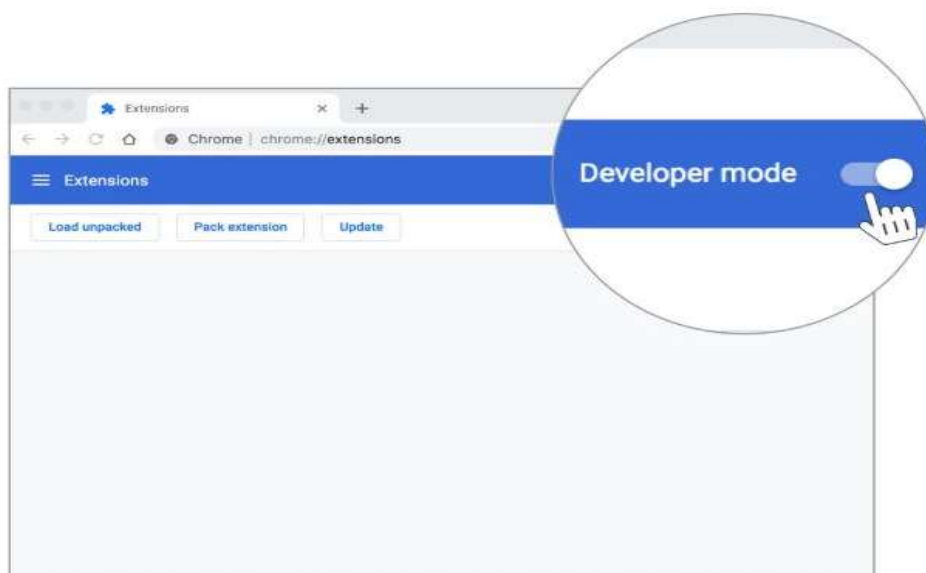 Extensions
Chrome | chrome://extensions
Developer mode
Extensions
Load unpacked Pack extension Update